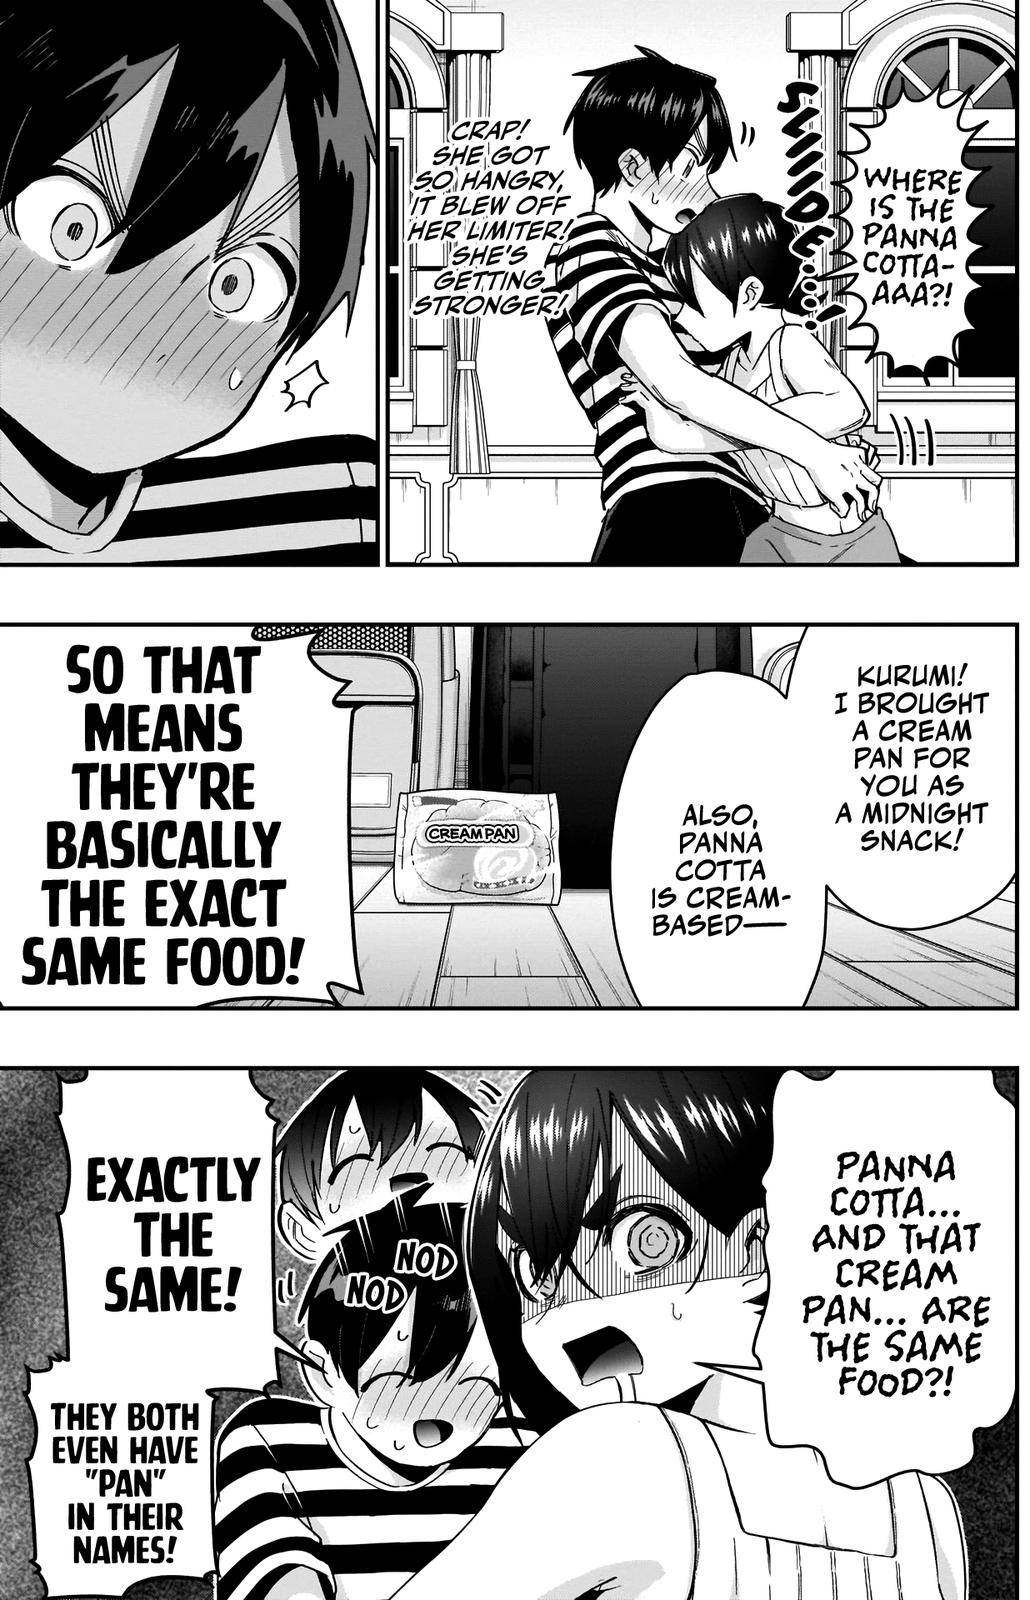 WHERE
IS THE
PANNA
COTTA-
AAA?!
SLIIIDE...!
CRAP!
SHE GOT
SO HANGRY,
IT BLEW OFF
HER LIMITER!
SHE'S
GETTING
STRONGER!
KURUMI!
I BROUGHT
A CREAM
PAN FOR
YOU AS
A MIDNIGHT
SNACK!
ALSO,
PANNA
COTTA
IS CREAM-
BASED—
CREAM PAN
SO THAT
MEANS
THEY'RE
BASICALLY
THE EXACT
SAME FOOD!
PANNA
COTTA...
AND THAT
CREAM
PAN... ARE
THE SAME
FOOD?!
NOD
NOD
EXACTLY
THE
SAME!
THEY BOTH
EVEN HAVE
"PAN"
IN THEIR
NAMES!